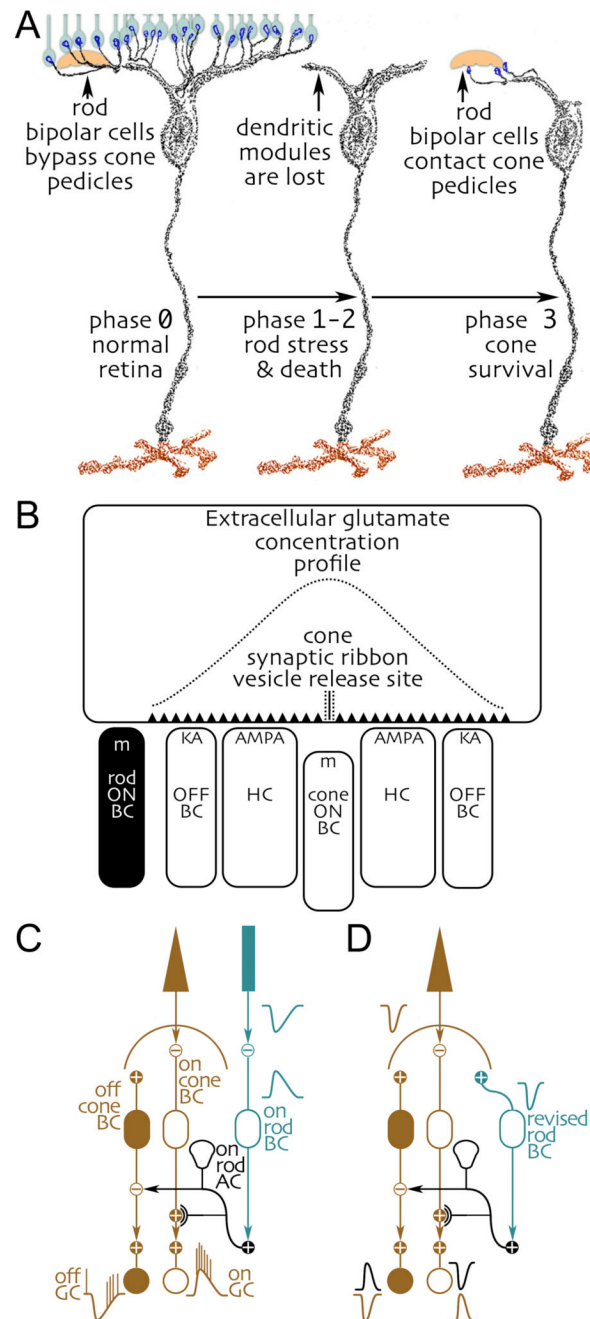 A
rod
bipolar cells
bypass cone
pedicles
dendritic
modules
are lost
rod
bipolar cells
contact cone
pedicles
phase 0
normal
retina
phase 1-2
rod stress
& death
phase 3
cone
survival
B
Extracellular glutamate
concentration
profile
cone
synaptic ribbon
vesicle release site
m
rod
ON
BC
KA
OFF
BC
AMPA
HC
m
cone
ON
BC
AMPA
HC
KA
OFF
BC
C
off
cone
BC
on
cone
BC
on
rod
BC
on
rod
AC
off
GC
on
GC
D
revised
rod
BC